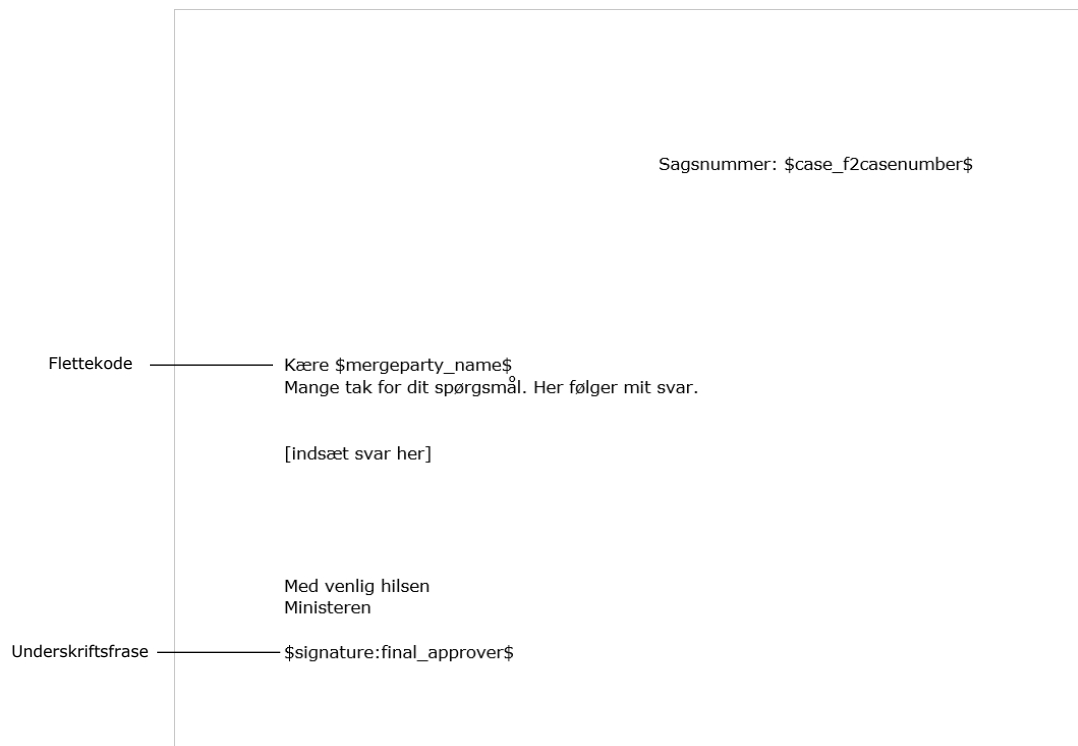 Sagsnummer: $case_f2casenumber$
Flettekode
Kære $mergeparty_name$
Mange tak for dit spørgsmål. Her følger mit svar.
[indsæt svar her]
Med venlig hilsen
Ministeren
Underskriftsfrase
$signature:final_approver$